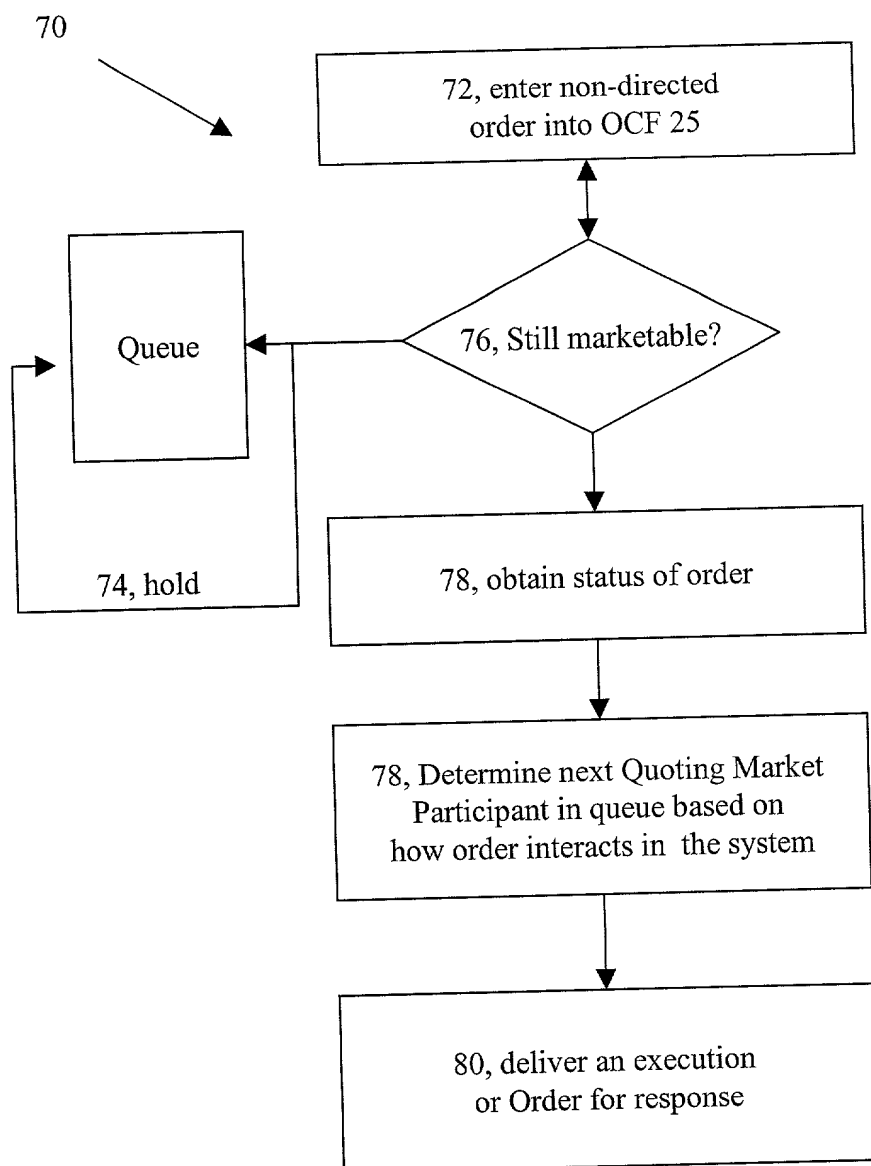 70
72, enter non-directed
order into OCF 25
Queue
76, Still marketable?
74, hold
78, obtain status of order
78, Determine next Quoting Market
Participant in queue based on
how order interacts in the system
80, deliver an execution
or Order for response